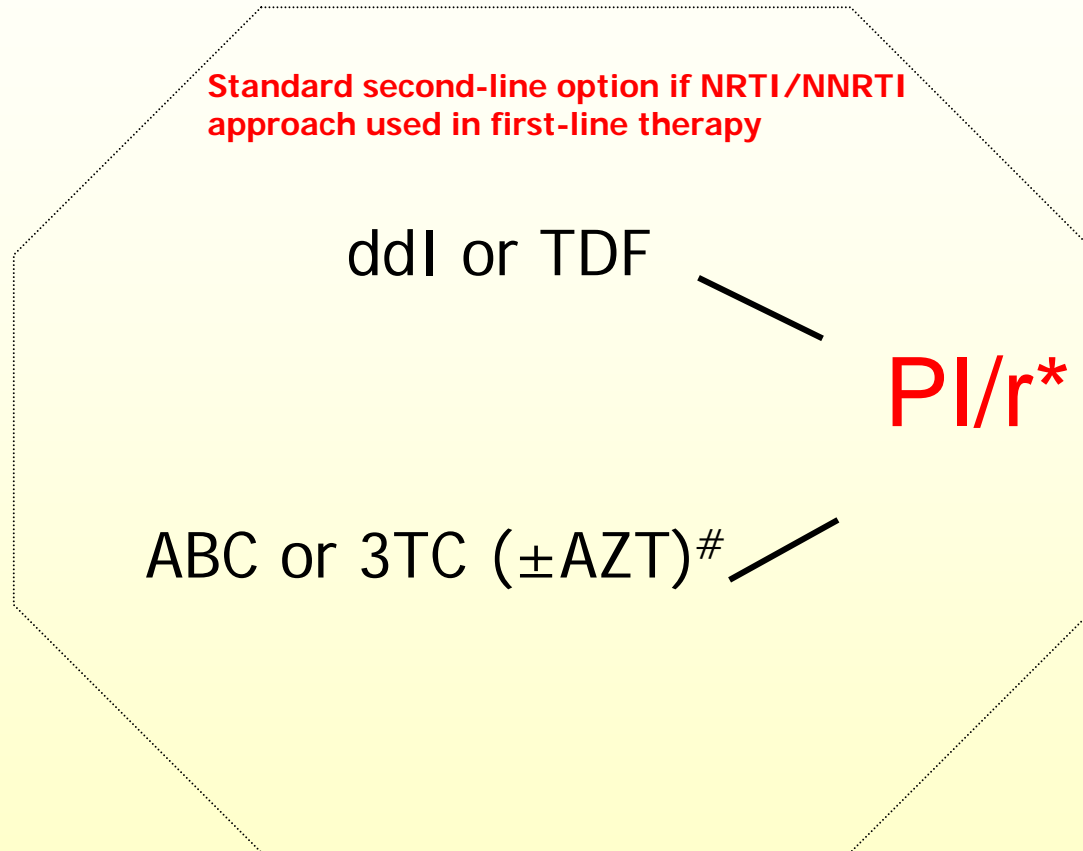 Standard second-line option if NRTI/NNRTI
approach used in first-line therapy
ddI or TDF
PI/r*
ABC or 3TC (±AZT)#